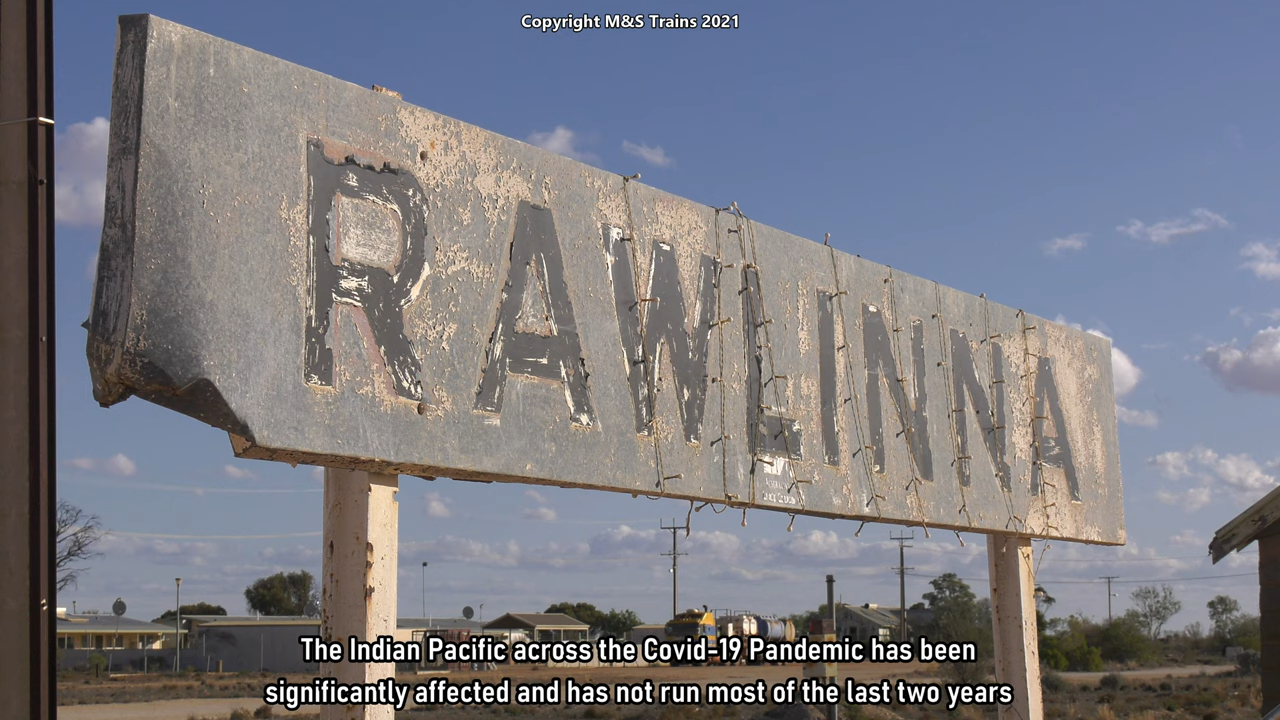 Copyright M&S Trains 2021
RAWLINNA
The Indian Pacific across the Covid-19 Pandemic has been
significantly affected and has not run most of the last two years